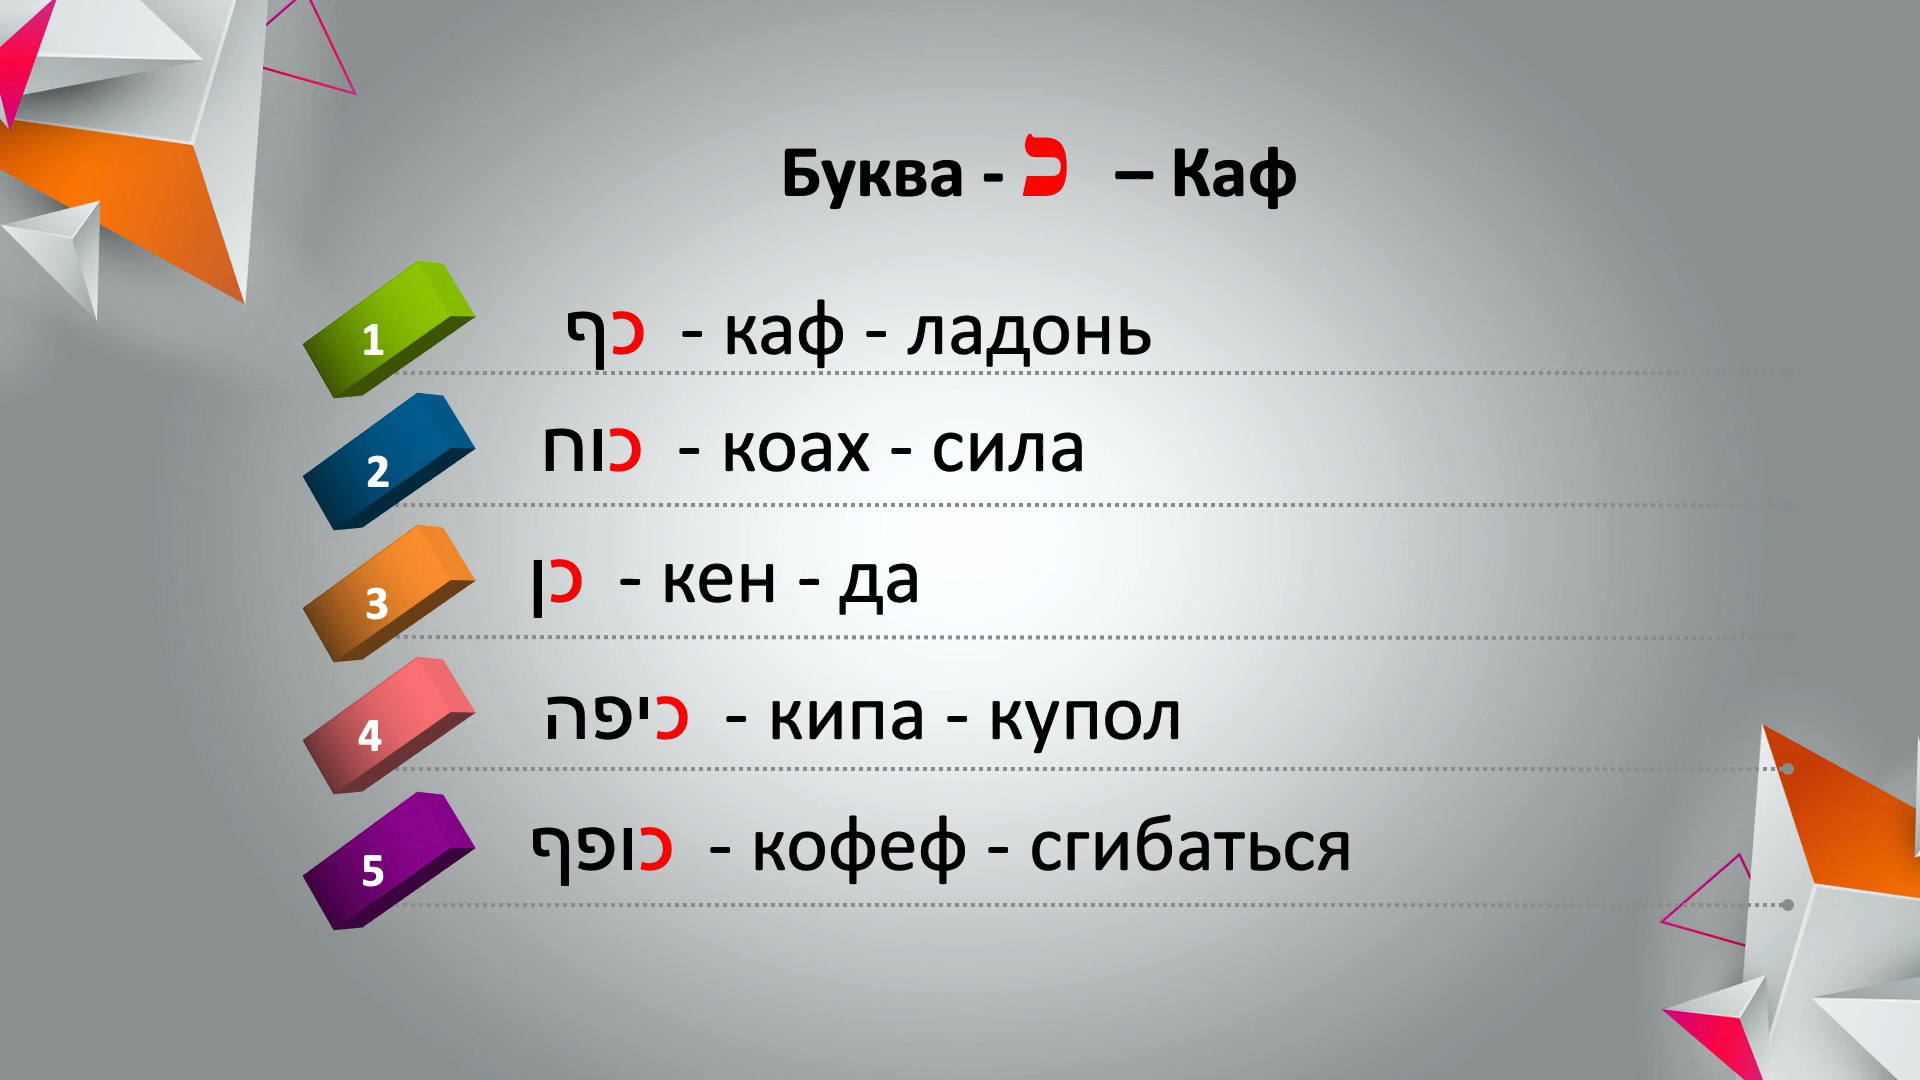 Буква - כ – Каф
1 כף - каф - ладонь
2 כוח - коах - сила
3 כן - кен - да
4 כיפה - кипа - купол
5 כופף - кофеф - сгибаться